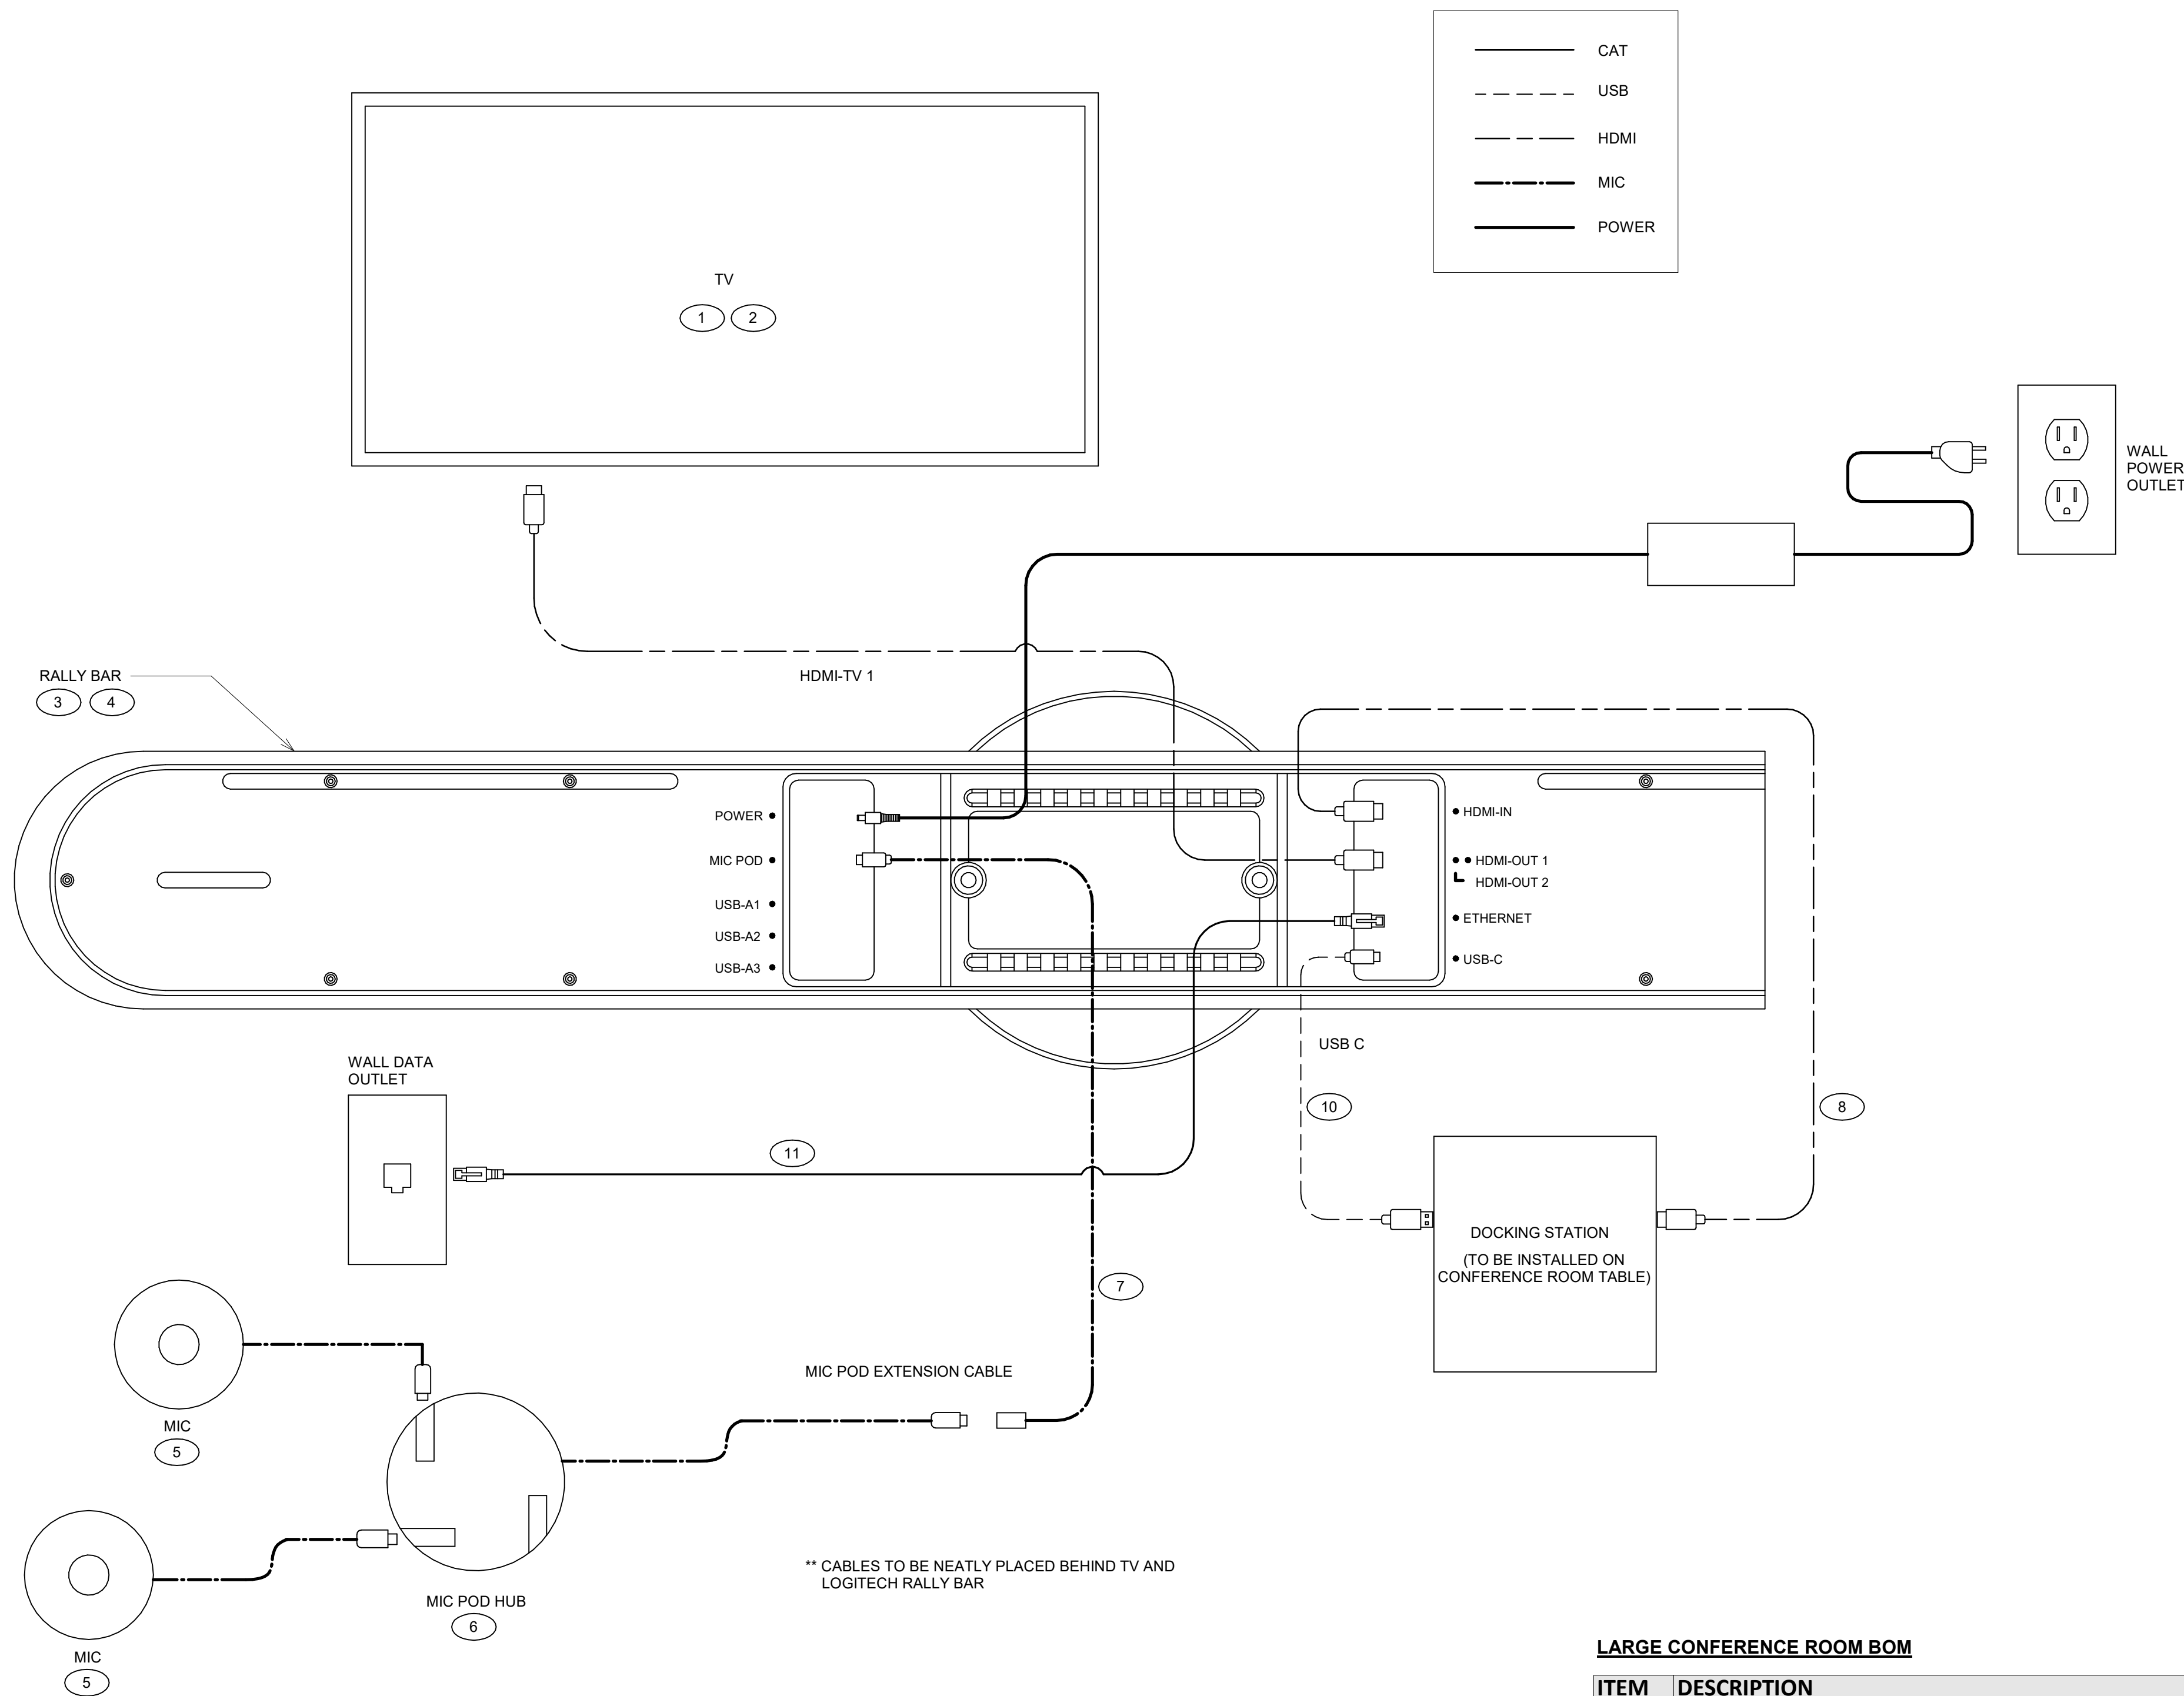 CAT
USB
HDMI
MIC
POWER
TV
1 2
WALL
POWER
OUTLET
HDMI-TV 1
RALLY BAR
3 4
POWER
MIC POD
USB-A1
USB-A2
USB-A3
HDMI-IN
HDMI-OUT 1
HDMI-OUT 2
ETHERNET
USB-C
USB C
10
8
WALL DATA
OUTLET
11
DOCKING STATION
(TO BE INSTALLED ON
CONFERENCE ROOM TABLE)
7
MIC POD EXTENSION CABLE
MIC
5
MIC POD HUB
6
MIC
5
** CABLES TO BE NEATLY PLACED BEHIND TV AND
LOGITECH RALLY BAR
LARGE CONFERENCE ROOM BOM
ITEM DESCRIPTION